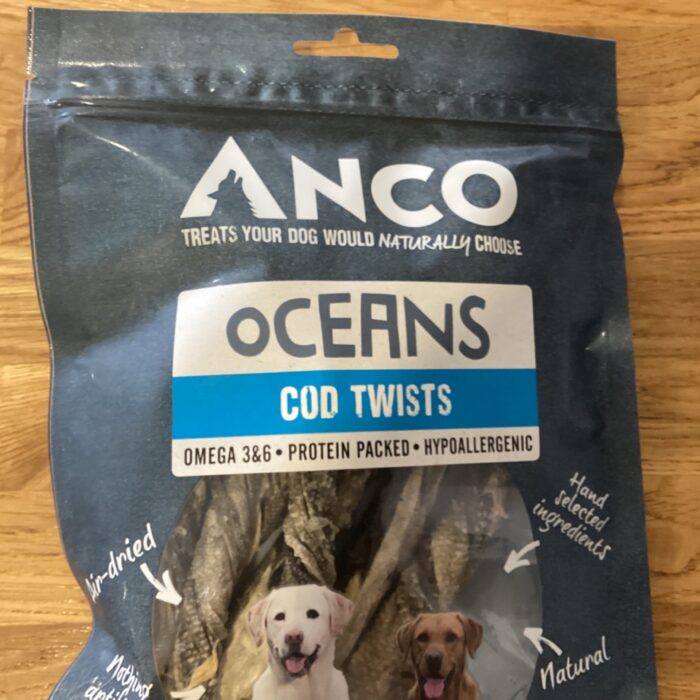 ANCO
TREATS YOUR DOG WOULD NATURALLY CHOOSE
OCEANS
COD TWISTS
OMEGA 3&6 • PROTEIN PACKED • HYPOALLERGENIC
Hand
selected
ingredients
Air-dried
Natural
Nothing